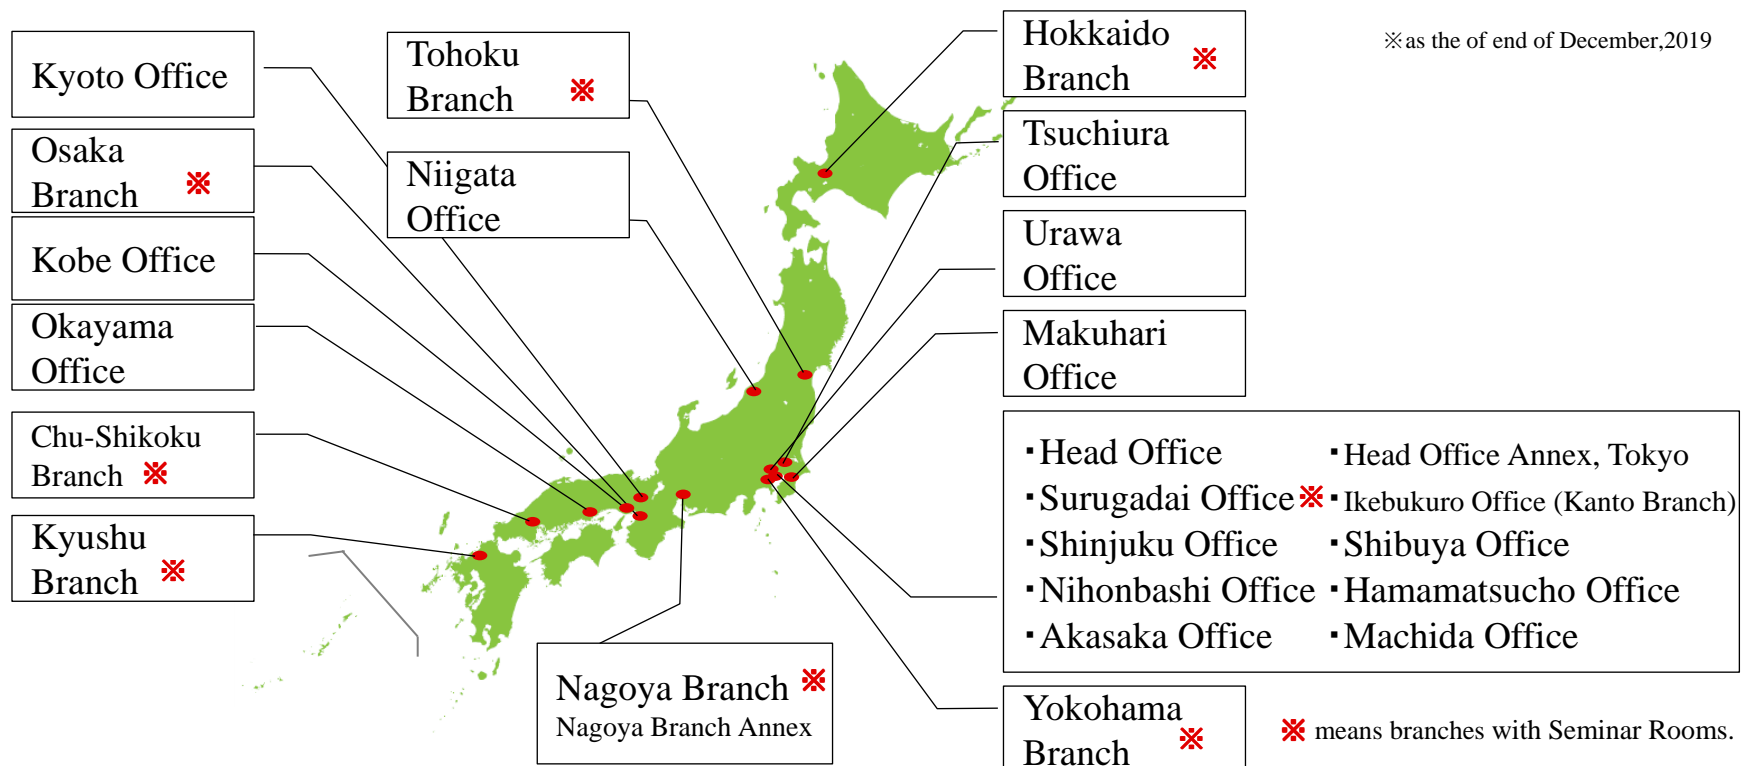 ※as the of end of December,2019
Kyoto Office
Osaka
Branch ※
Kobe Office
Okayama
Office
Chu-Shikoku
Branch ※
Kyushu
Branch ※
Tohoku
Branch ※
Niigata
Office
Nagoya Branch ※
Nagoya Branch Annex
Hokkaido
Branch ※
Tsuchiura
Office
Urawa
Office
Makuhari
Office
・Head Office ・Head Office Annex, Tokyo
・Surugadai Office※ ・Ikebukuro Office (Kanto Branch)
・Shinjuku Office ・Shibuya Office
・Nihonbashi Office ・Hamamatsucho Office
・Akasaka Office ・Machida Office
Yokohama
Branch ※
※ means branches with Seminar Rooms.